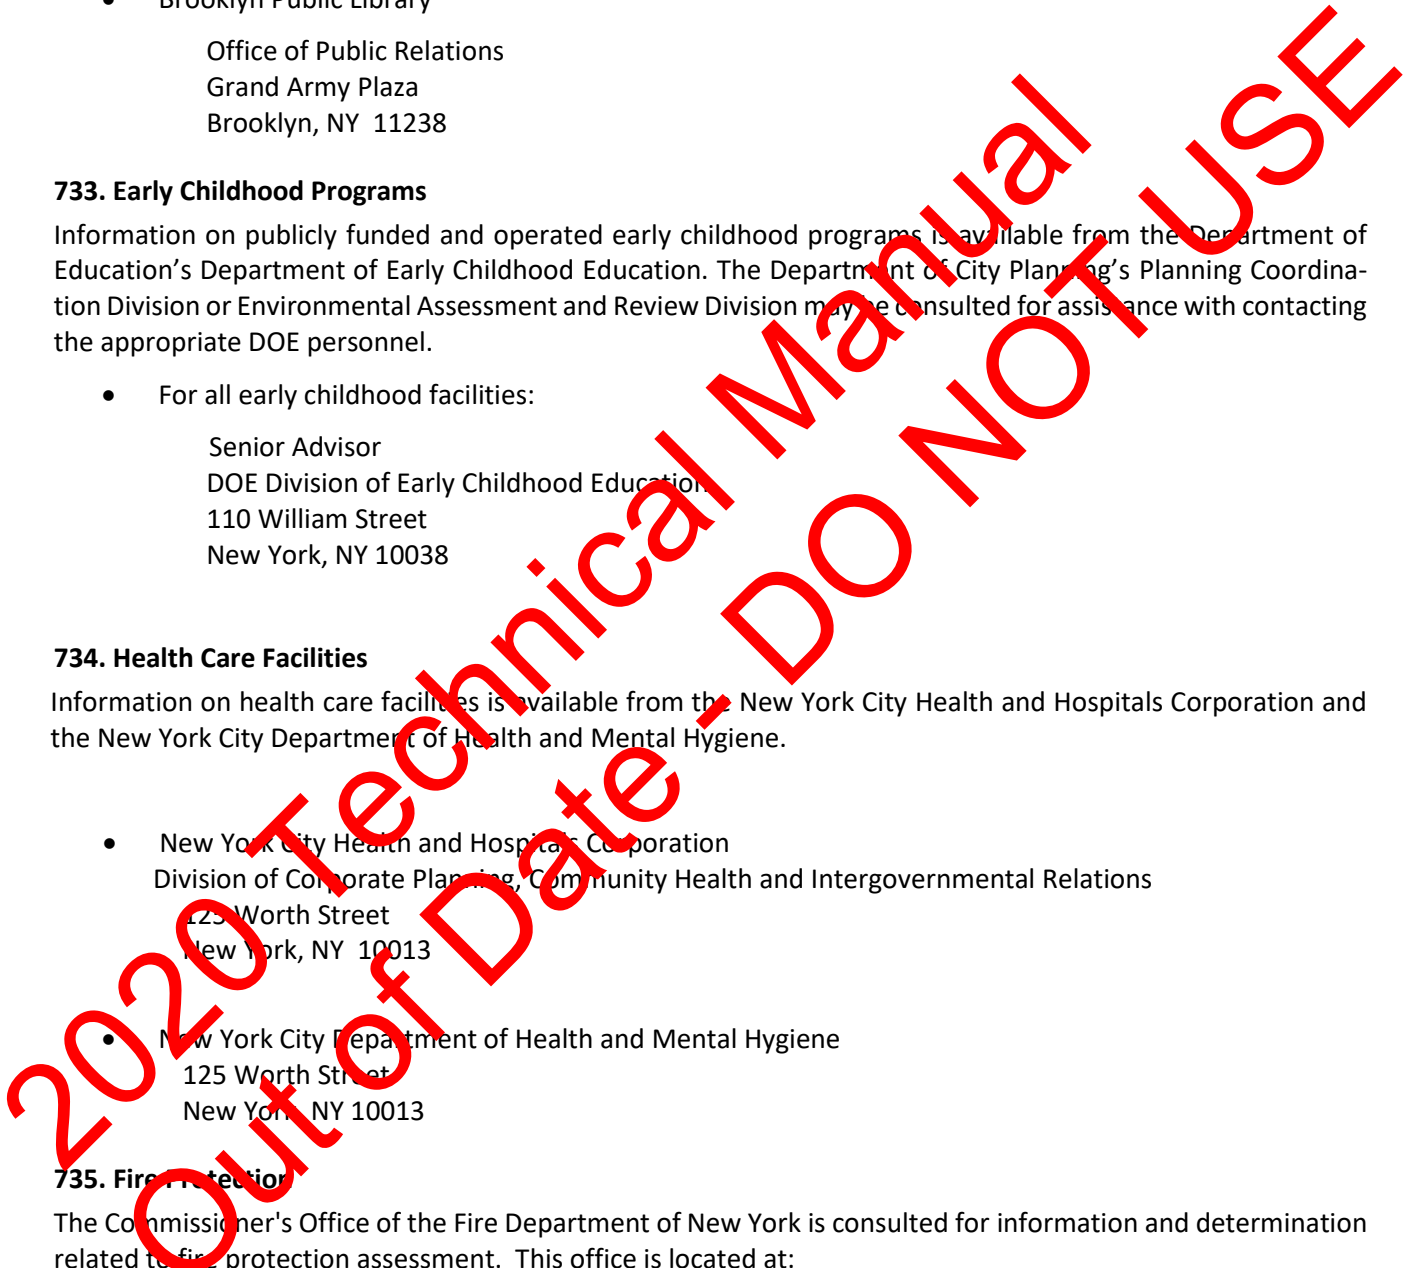 • Brooklyn Public Library
Office of Public Relations
Grand Army Plaza
Brooklyn, NY 11238
733. Early Childhood Programs
Information on publicly funded and operated early childhood programs is available from the Department of
Education’s Department of Early Childhood Education. The Department of City Planning’s Planning Coordina-
tion Division or Environmental Assessment and Review Division may be consulted for assistance with contacting
the appropriate DOE personnel.
• For all early childhood facilities:
Senior Advisor
DOE Division of Early Childhood Education
110 William Street
New York, NY 10038
734. Health Care Facilities
Information on health care facilities is available from the New York City Health and Hospitals Corporation and
the New York City Department of Health and Mental Hygiene.
• New York City Health and Hospitals Corporation
Division of Corporate Planning, Community Health and Intergovernmental Relations
125 Worth Street
New York, NY 10013
• New York City Department of Health and Mental Hygiene
125 Worth Street
New York, NY 10013
735. Fire Protection
The Commissioner's Office of the Fire Department of New York is consulted for information and determination
related to fire protection assessment. This office is located at:
2020 Technical Manual
Out of Date - DO NOT USE